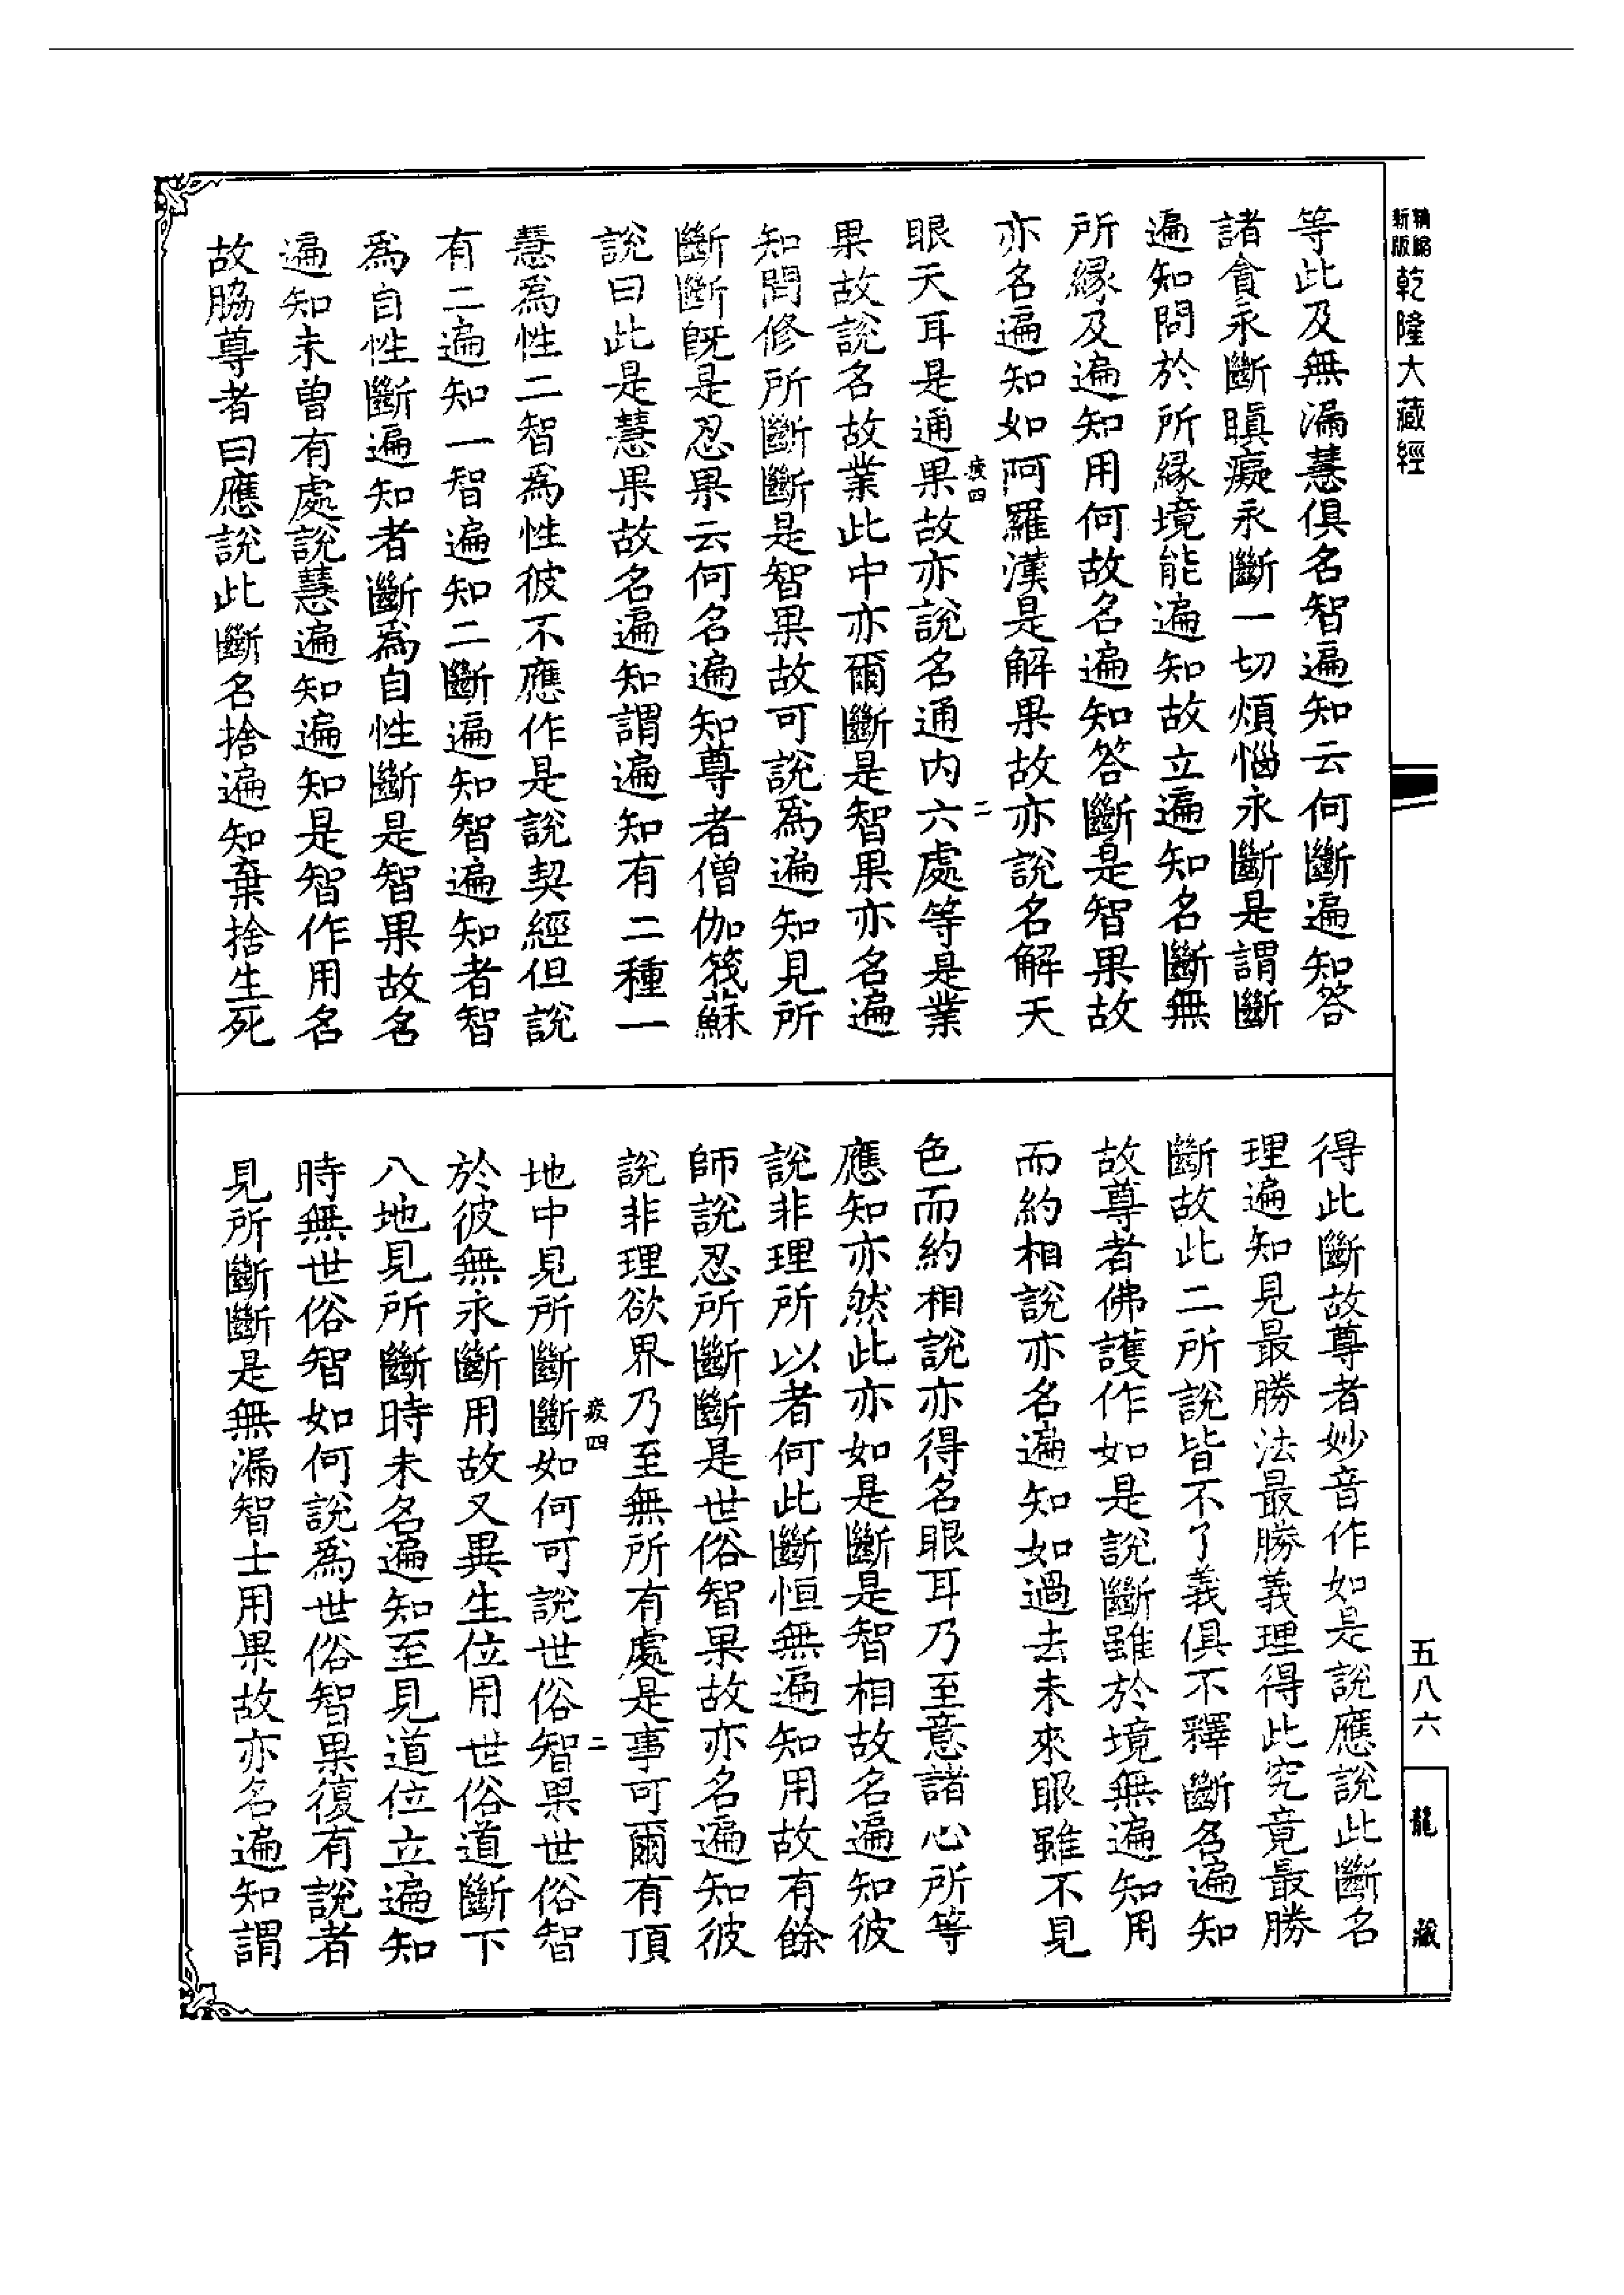 新編縮版乾隆大藏經
等此及無漏慧俱名智遍知云何斷遍知答
諸貪永斷瞋癡永斷一切煩惱永斷是謂斷
遍知問於所緣境能遍知故立遍知名斷無
所緣及遍知用何故名遍知答斷是智果故
亦名遍知如阿羅漢是解果故亦說名解天
眼天耳是通果故亦說名通內六處等是業
果故說名故業此中亦爾斷是智果亦名遍
知問修所斷斷是智果故可說為遍知見所
斷斷既是忍果云何名遍知尊者僧伽筏蘇
說曰此是慧果故名遍知謂遍知有二種一
慧為性二智為性彼不應作是說契經但說
有二遍知一智遍知二斷遍知智遍知者智
為自性斷遍知者斷為自性斷是智果故名
遍知未曾有處說慧遍知遍知是智作用名
故脇尊者曰應說此斷名捨遍知棄捨生死
得此斷故尊者妙音作如是說應說此斷名
理遍知見最勝法最勝義理得此究竟最勝
斷故此二所說皆不了義俱不釋斷名遍知
故尊者佛護作如是說斷雖於境無遍知用
而約相說亦名遍知如過去未來眼雖不見
色而約相說亦得名眼耳乃至意諸心所等
應知亦然此亦如是斷是智相故名遍知彼
說非理所以者何此斷恒無遍知用故有餘
師說忍所斷斷是世俗智果故亦名遍知彼
說非理欲界乃至無所有處是事可爾有頂
地中見所斷斷如何可說世俗智果世俗智
於彼無永斷用故又異生位用世俗道斷下
八地見所斷時未名遍知至見道位立遍知
時無世俗智如何說為世俗智果復有說者
見所斷斷是無漏智士用果故亦名遍知謂
疲四
二
疲四
二
五八六
龍藏